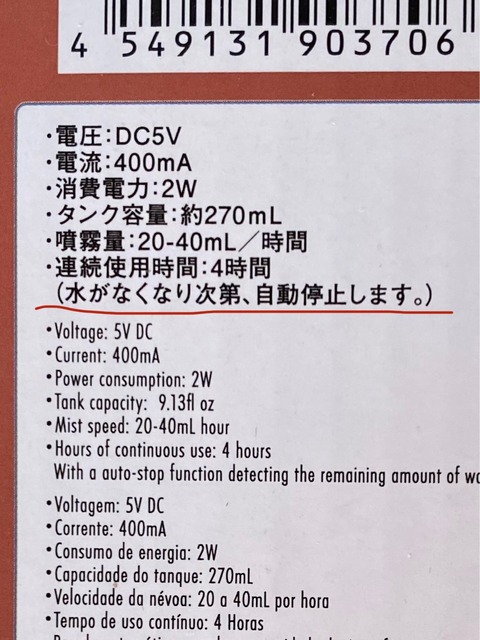 4 549131 903706
・電圧:DC5V
・電流:400mA
・消費電力:2W
・タンク容量:約270mL
・噴霧量:20-40mL／時間
・連続使用時間:4時間
(水がなくなり次第、自動停止します。)
•Voltage: 5V DC
•Current: 400mA
•Power consumption: 2W
•Tank capacity: 9.13fl oz
•Mist speed: 20-40mL hour
•Hours of continuous use: 4 hours
With a auto-stop function detecting the remaining amount of
•Voltagem: 5V DC
•Corrente: 400mA
•Consumo de energia: 2W
•Capacidade do tanque: 270mL
•Velocidade da névoa: 20 a 40mL por hora
•Tempo de uso contínuo: 4 Horas